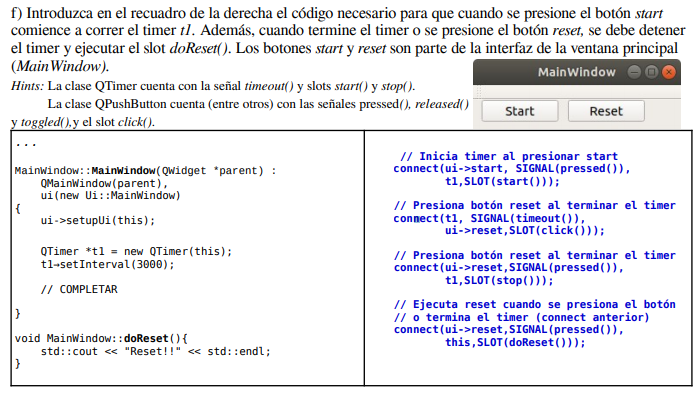 f) Introduzca en el recuadro de la derecha el código necesario para que cuando se presione el botón start
comience a correr el timer t1. Además, cuando termine el timer o se presione el botón reset, se debe detener
el timer y ejecutar el slot doReset(). Los botones start y reset son parte de la interfaz de la ventana principal
(MainWindow).
Hints: La clase QTimer cuenta con la señal timeout() y slots start() y stop().
La clase QPushButton cuenta (entre otros) con las señales pressed(), released()
y toggled(),y el slot click().
MainWindow
Start Reset
...
MainWindow::MainWindow(QWidget *parent) :
QMainWindow(parent),
ui(new Ui::MainWindow)
{
ui->setupUi(this);
QTimer *t1 = new QTimer(this);
t1→setInterval(3000);
// COMPLETAR
}
void MainWindow::doReset(){
std::cout << "Reset!!" << std::endl;
}
// Inicia timer al presionar start
connect(ui->start, SIGNAL(pressed()),
t1,SLOT(start()));
// Presiona botón reset al terminar el timer
connect(t1, SIGNAL(timeout()),
ui->reset,SLOT(click()));
// Presiona botón reset al terminar el timer
connect(ui->reset,SIGNAL(pressed()),
t1,SLOT(stop()));
// Ejecuta reset cuando se presiona el botón
// o termina el timer (connect anterior)
connect(ui->reset,SIGNAL(pressed()),
this,SLOT(doReset()));